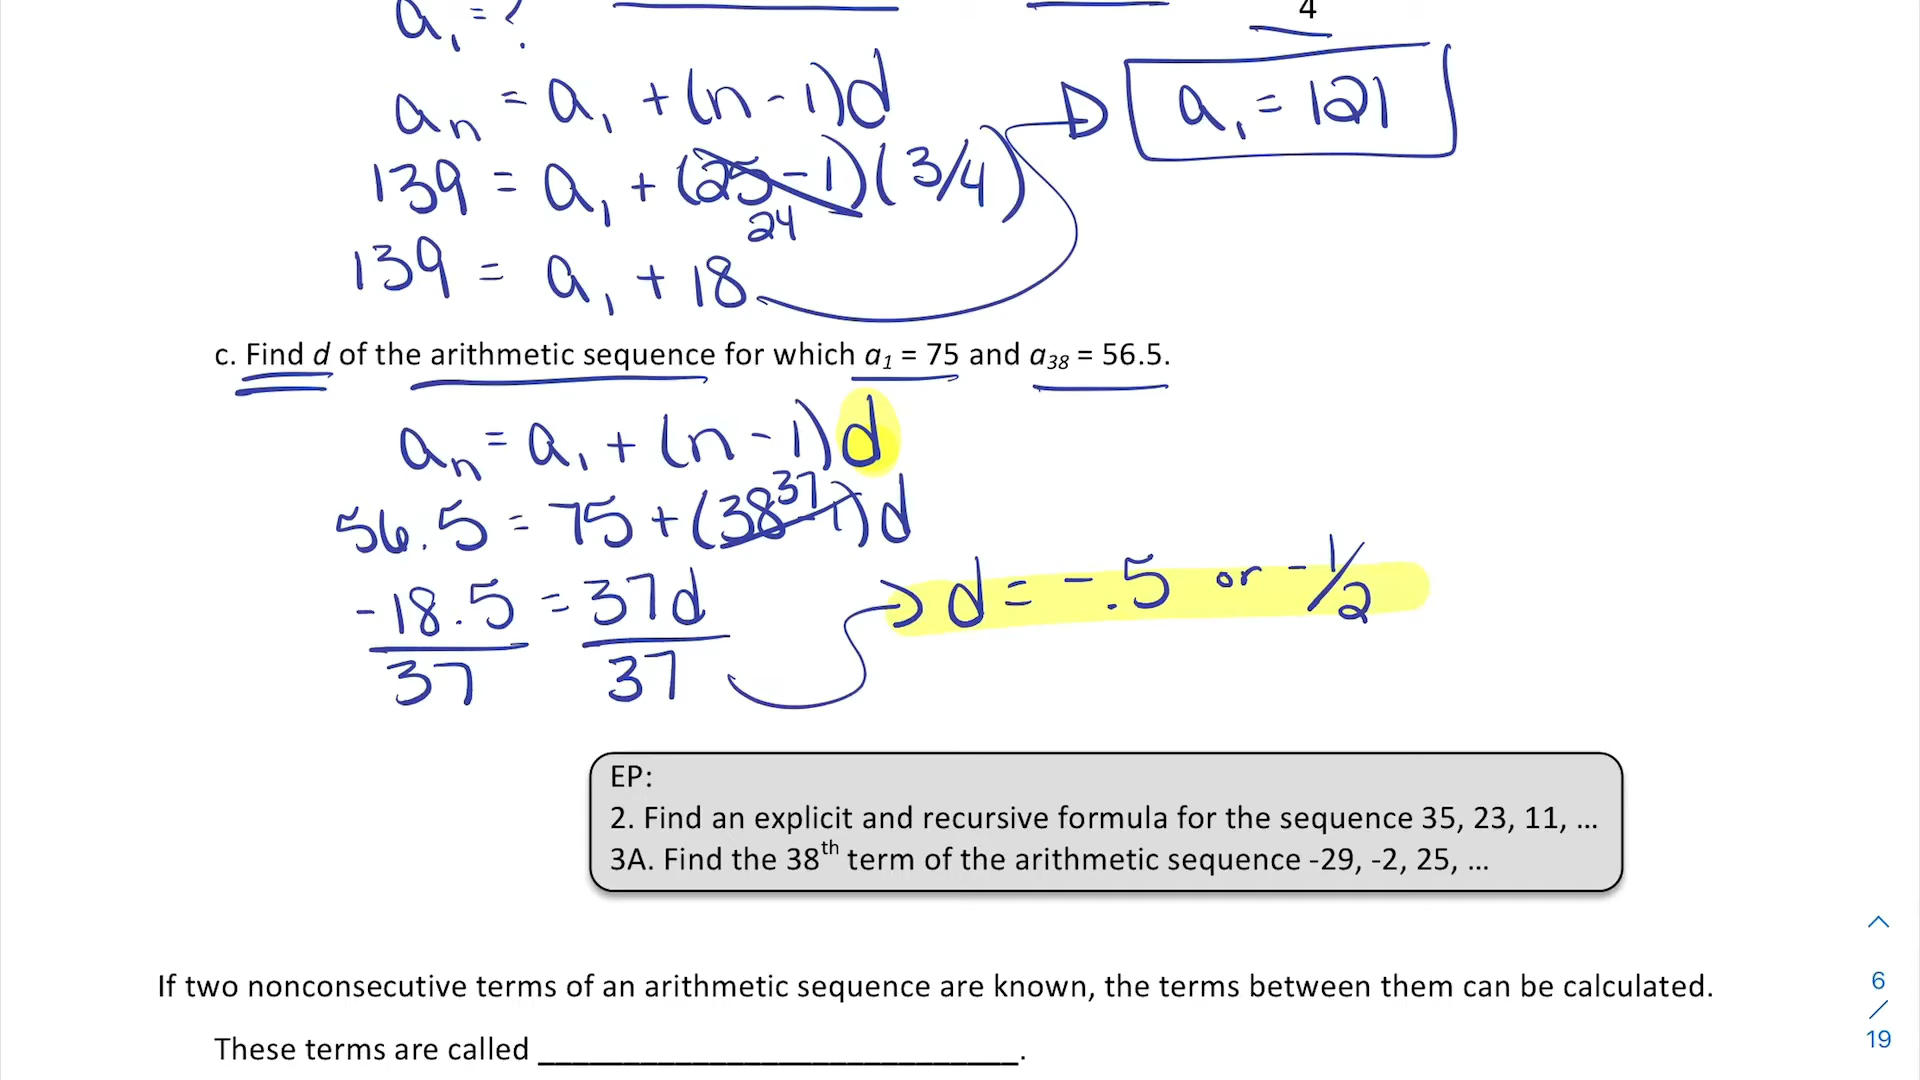 a₁ = ?
4
aₙ = a₁ + (n - 1)d
a₁ = 121
139 = a₁ + (25 - 1)(3/4)
24
139 = a₁ + 18
c. Find d of the arithmetic sequence for which a₁ = 75 and a₃₈ = 56.5.
aₙ = a₁ + (n - 1)d
37
56.5 = 75 + (38 - 1)d
-18.5 = 37d
37 37
d = -.5 or -1/2
EP:
2. Find an explicit and recursive formula for the sequence 35, 23, 11, ...
3A. Find the 38th term of the arithmetic sequence -29, -2, 25, ...
If two nonconsecutive terms of an arithmetic sequence are known, the terms between them can be calculated.
These terms are called ______________________________.
6
/
19